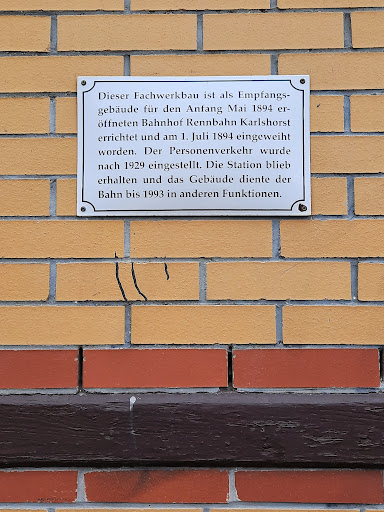 Dieser Fachwerkbau ist als Empfangs-
gebäude für den Anfang Mai 1894 er-
öffneten Bahnhof Rennbahn Karlshorst
errichtet und am 1. Juli 1894 eingeweiht
worden. Der Personenverkehr wurde
nach 1929 eingestellt. Die Station blieb
erhalten und das Gebäude diente der
Bahn bis 1993 in anderen Funktionen.